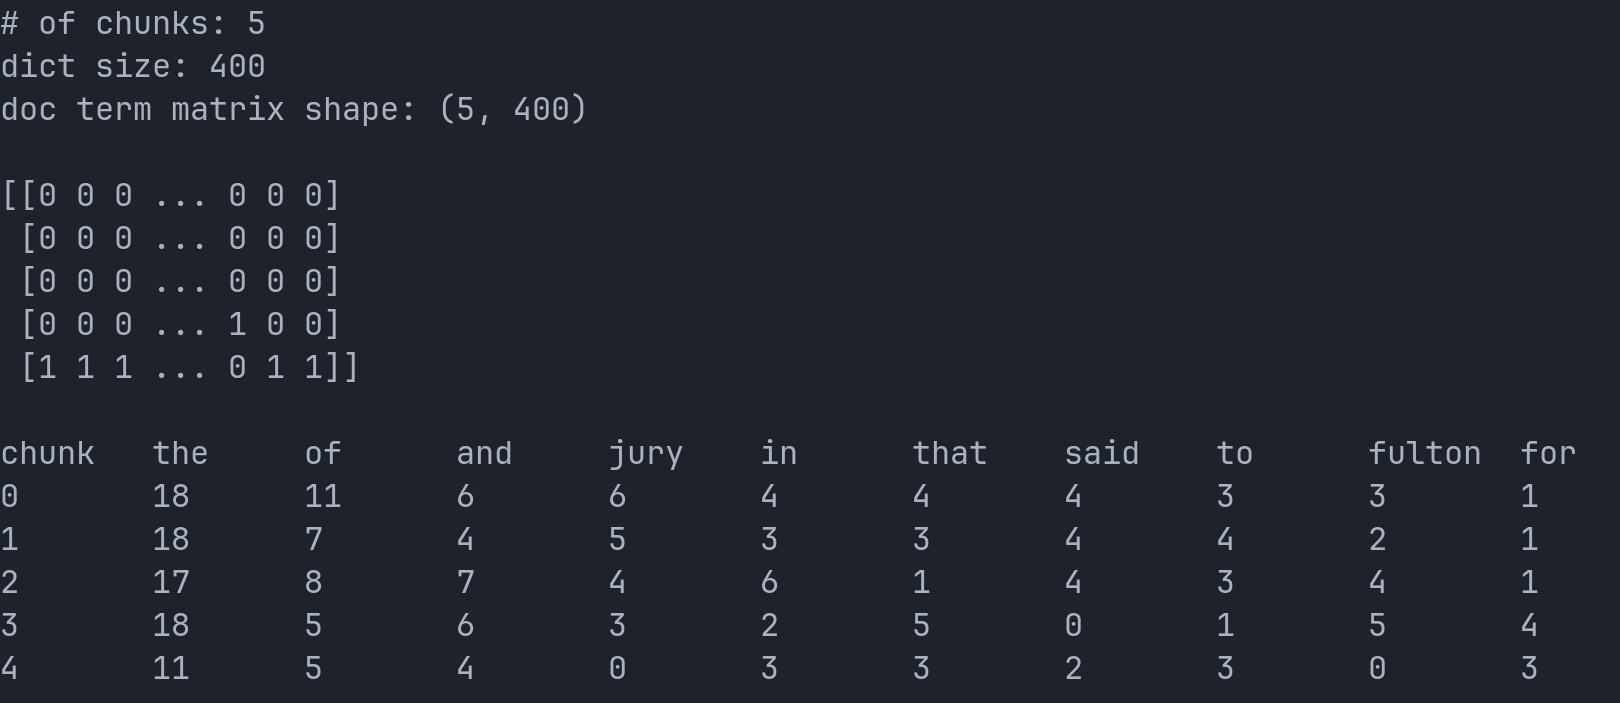 # of chunks: 5
dict size: 400
doc term matrix shape: (5, 400)
[[0 0 0 ... 0 0 0]
 [0 0 0 ... 0 0 0]
 [0 0 0 ... 0 0 0]
 [0 0 0 ... 1 0 0]
 [1 1 1 ... 0 1 1]]
chunk   the     of      and     jury    in      that    said    to      fulton  for
0       18      11      6       6       4       4       4       3       3       1
1       18      7       4       5       3       3       4       4       2       1
2       17      8       7       4       6       1       4       3       4       1
3       18      5       6       3       2       5       0       1       5       4
4       11      5       4       0       3       3       2       3       0       3